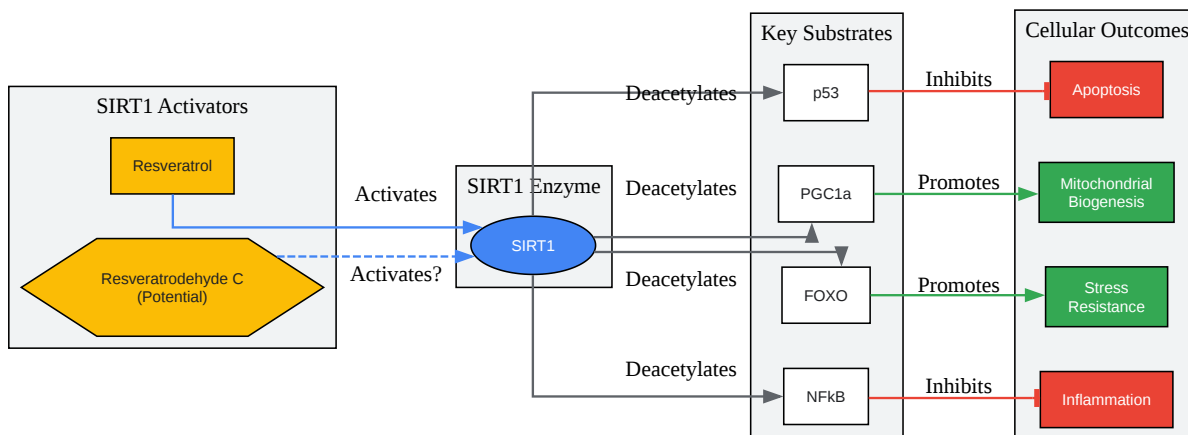 SIRT1 Activators
Resveratrol
Resveratrodehyde C
(Potential)
Activates
Activates?
SIRT1 Enzyme
SIRT1
Deacetylates
Deacetylates
Deacetylates
Deacetylates
Key Substrates
p53
PGC1a
FOXO
NFkB
Inhibits
Promotes
Promotes
Inhibits
Cellular Outcomes
Apoptosis
Mitochondrial
Biogenesis
Stress
Resistance
Inflammation